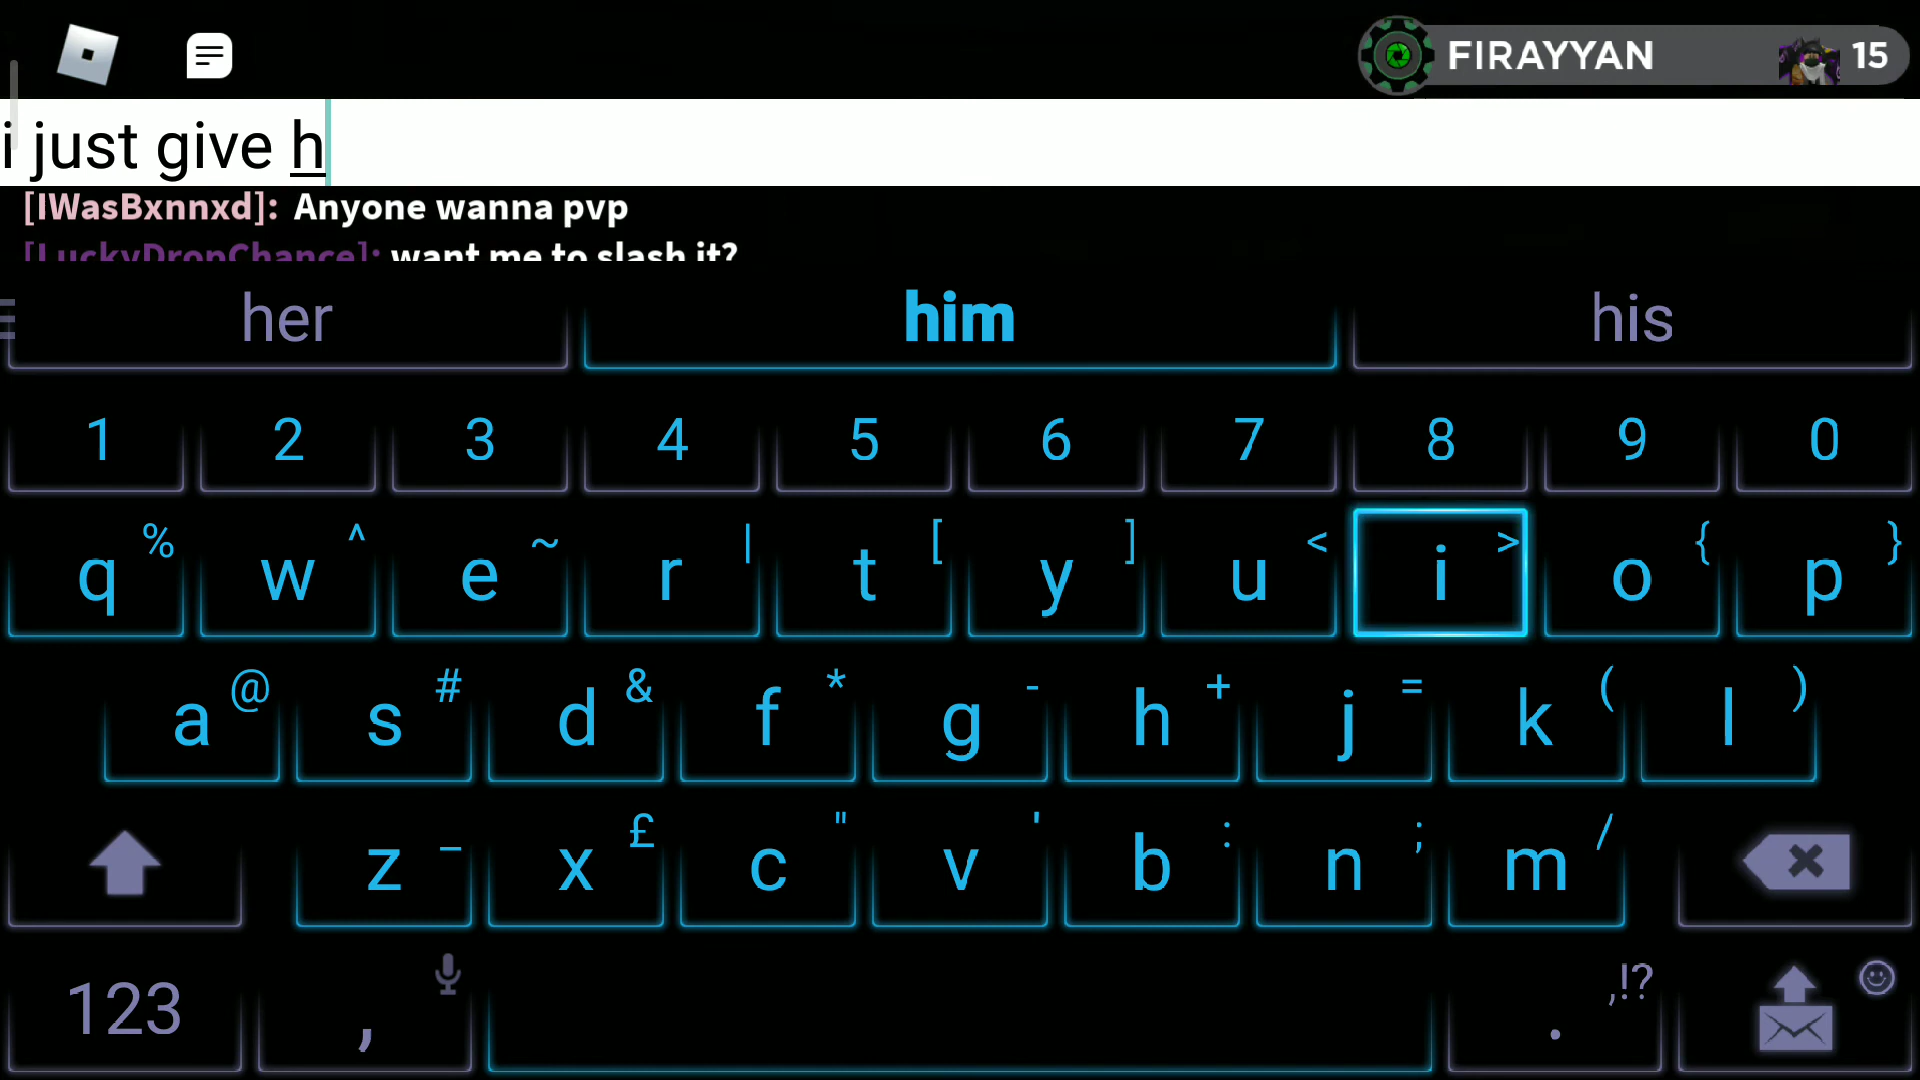 FIRAYYAN 15
i just give h
[IWasBxnnxd]: Anyone wanna pvp
[LuckyDropChance]: want me to slash it?
her him his
1 2 3 4 5 6 7 8 9 0
q % w ^ e ~ r | t [ y ] u < i > o { p }
a @ s # d & f * g - h + j = k ( l )
z _ x £ c " v ' b : n ; m /
123 , . ,!?